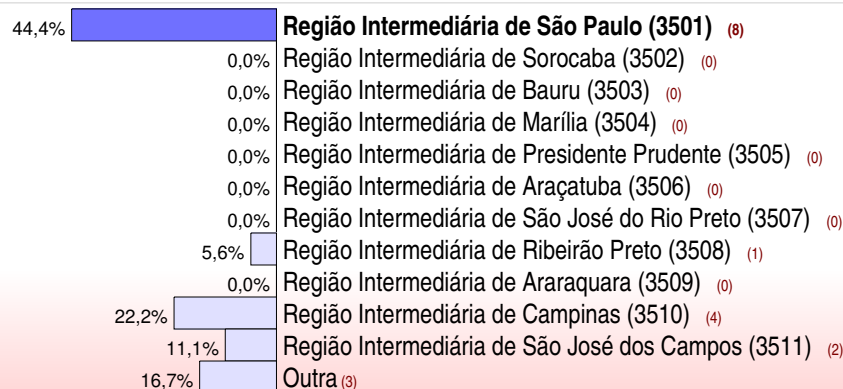 44,4% Região Intermediária de São Paulo (3501) (8)
0,0% Região Intermediária de Sorocaba (3502) (0)
0,0% Região Intermediária de Bauru (3503) (0)
0,0% Região Intermediária de Marília (3504) (0)
0,0% Região Intermediária de Presidente Prudente (3505) (0)
0,0% Região Intermediária de Araçatuba (3506) (0)
0,0% Região Intermediária de São José do Rio Preto (3507) (0)
5,6% Região Intermediária de Ribeirão Preto (3508) (1)
0,0% Região Intermediária de Araraquara (3509) (0)
22,2% Região Intermediária de Campinas (3510) (4)
11,1% Região Intermediária de São José dos Campos (3511) (2)
16,7% Outra (3)